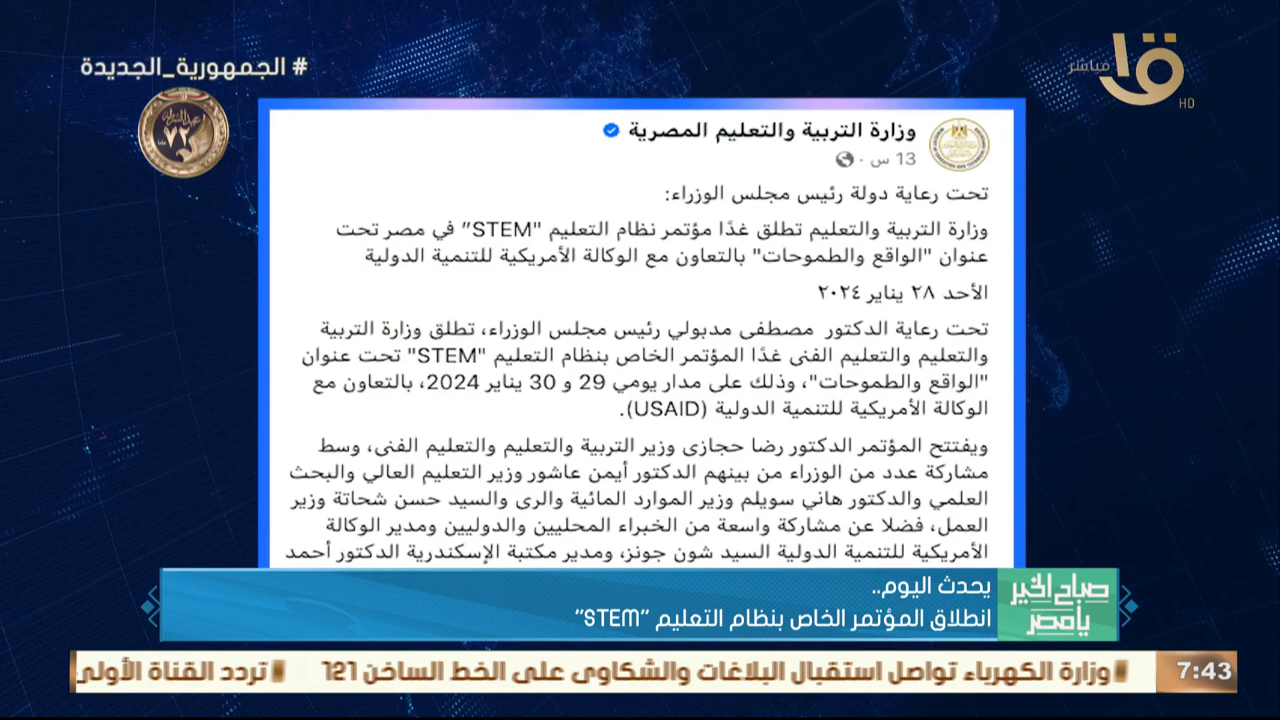 # الجمهورية_الجديدة
مباشر
HD
عيد الشرطة
٧٢
وزارة التربية والتعليم المصرية
13 س ·
تحت رعاية دولة رئيس مجلس الوزراء:
وزارة التربية والتعليم تطلق غدًا مؤتمر نظام التعليم "STEM" في مصر تحت
عنوان "الواقع والطموحات" بالتعاون مع الوكالة الأمريكية للتنمية الدولية
الأحد ٢٨ يناير ٢٠٢٤
تحت رعاية الدكتور مصطفى مدبولي رئيس مجلس الوزراء، تطلق وزارة التربية
والتعليم والتعليم الفنى غدًا المؤتمر الخاص بنظام التعليم "STEM" تحت عنوان
"الواقع والطموحات"، وذلك على مدار يومي 29 و 30 يناير 2024، بالتعاون مع
الوكالة الأمريكية للتنمية الدولية (USAID).
ويفتتح المؤتمر الدكتور رضا حجازى وزير التربية والتعليم والتعليم الفنى، وسط
مشاركة عدد من الوزراء من بينهم الدكتور أيمن عاشور وزير التعليم العالي والبحث
العلمي والدكتور هاني سويلم وزير الموارد المائية والرى والسيد حسن شحاتة وزير
العمل، فضلا عن مشاركة واسعة من الخبراء المحليين والدوليين ومدير الوكالة
الأمريكية للتنمية الدولية السيد شون جونز، ومدير مكتبة الإسكندرية الدكتور أحمد
صباح الخير
يا مصر
يحدث اليوم..
انطلاق المؤتمر الخاص بنظام التعليم "STEM"
7:43
وزارة الكهرباء تواصل استقبال البلاغات والشكاوى على الخط الساخن 121
تردد القناة الأولى